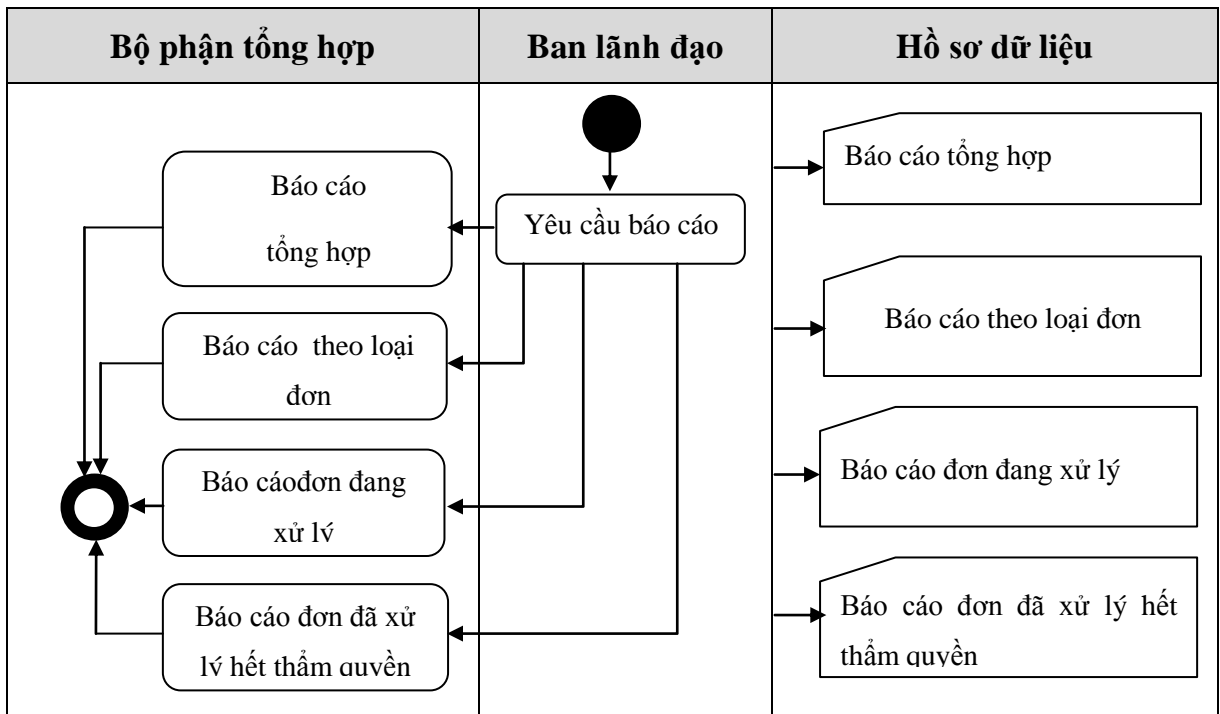 Bộ phận tổng hợp
Ban lãnh đạo
Hồ sơ dữ liệu
Báo cáo
tổng hợp
Yêu cầu báo cáo
Báo cáo tổng hợp
Báo cáo theo loại
đơn
Báo cáo theo loại đơn
Báo cáođơn đang
xử lý
Báo cáo đơn đang xử lý
Báo cáo đơn đã xử
lý hết thẩm quyền
Báo cáo đơn đã xử lý hết
thẩm quyền